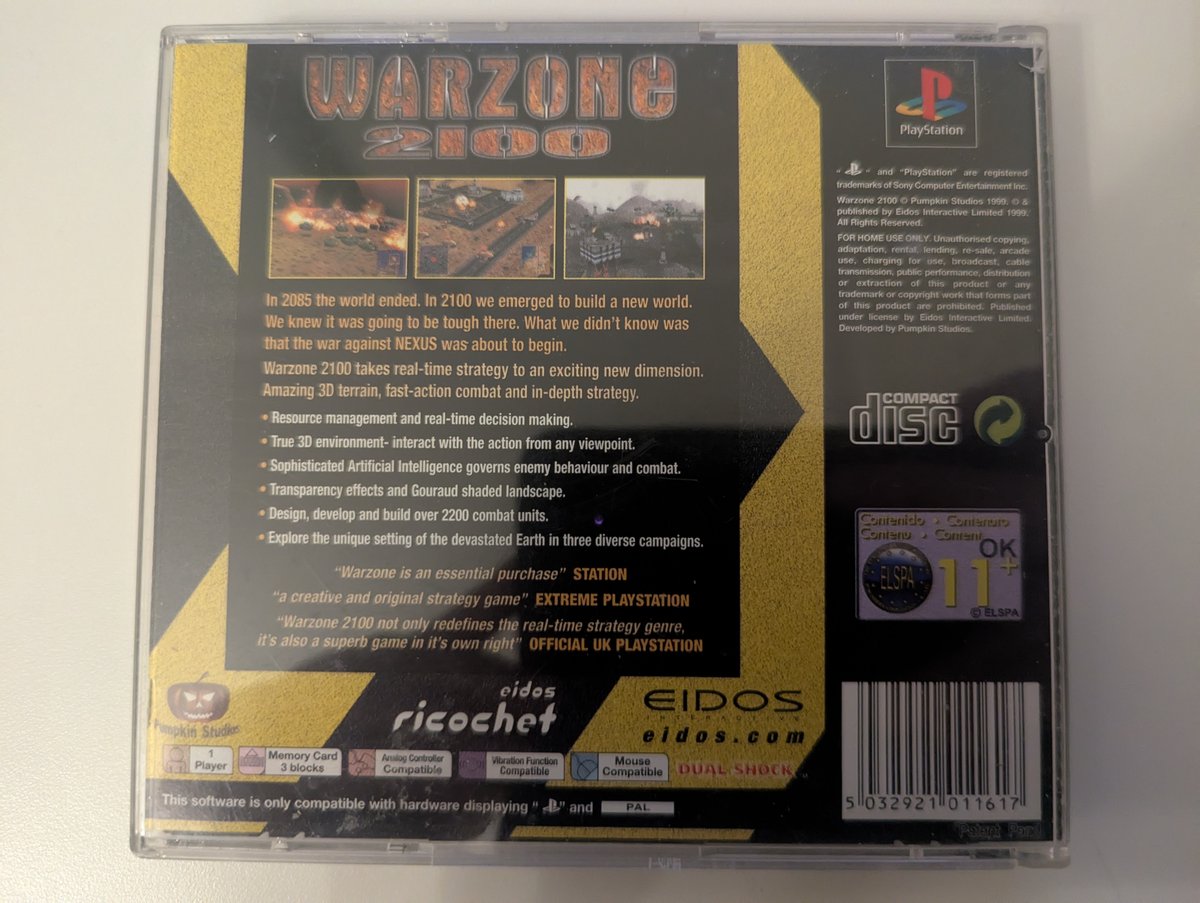 WARZONE
2100
In 2085 the world ended. In 2100 we emerged to build a new world.
We knew it was going to be tough there. What we didn't know was
that the war against NEXUS was about to begin.
Warzone 2100 takes real-time strategy to an exciting new dimension.
Amazing 3D terrain, fast-action combat and in-depth strategy.
• Resource management and real-time decision making.
• True 3D environment- interact with the action from any viewpoint.
• Sophisticated Artificial Intelligence governs enemy behaviour and combat.
• Transparency effects and Gouraud shaded landscape.
• Design, develop and build over 2200 combat units.
• Explore the unique setting of the devastated Earth in three diverse campaigns.
"Warzone is an essential purchase" STATION
"a creative and original strategy game" EXTREME PLAYSTATION
"Warzone 2100 not only redefines the real-time strategy genre,
it's also a superb game in it's own right" OFFICIAL UK PLAYSTATION
Pumpkin Studios
eidos
ricochet
EIDOS
INTERACTIVE
eidos.com
1
Player
Memory Card
3 blocks
Analog Controller
Compatible
Vibration Function
Compatible
Mouse
Compatible
DUAL SHOCK
This software is only compatible with hardware displaying " " and PAL
PlayStation
" " and "PlayStation" are registered
trademarks of Sony Computer Entertainment Inc.
Warzone 2100 © Pumpkin Studios 1999. © &
published by Eidos Interactive Limited 1999.
All Rights Reserved.
FOR HOME USE ONLY. Unauthorised copying,
adaptation, rental, lending, re-sale, arcade
use, charging for use, broadcast, cable
transmission, public performance, distribution
or extraction of this product or any
trademark or copyright work that forms part
of this product are prohibited. Published
under license by Eidos Interactive Limited.
Developed by Pumpkin Studios.
COMPACT
disc
Contenido • Contenuto
Contenu • Content
OK
ELSPA
11+
© ELSPA
5 032921 011617